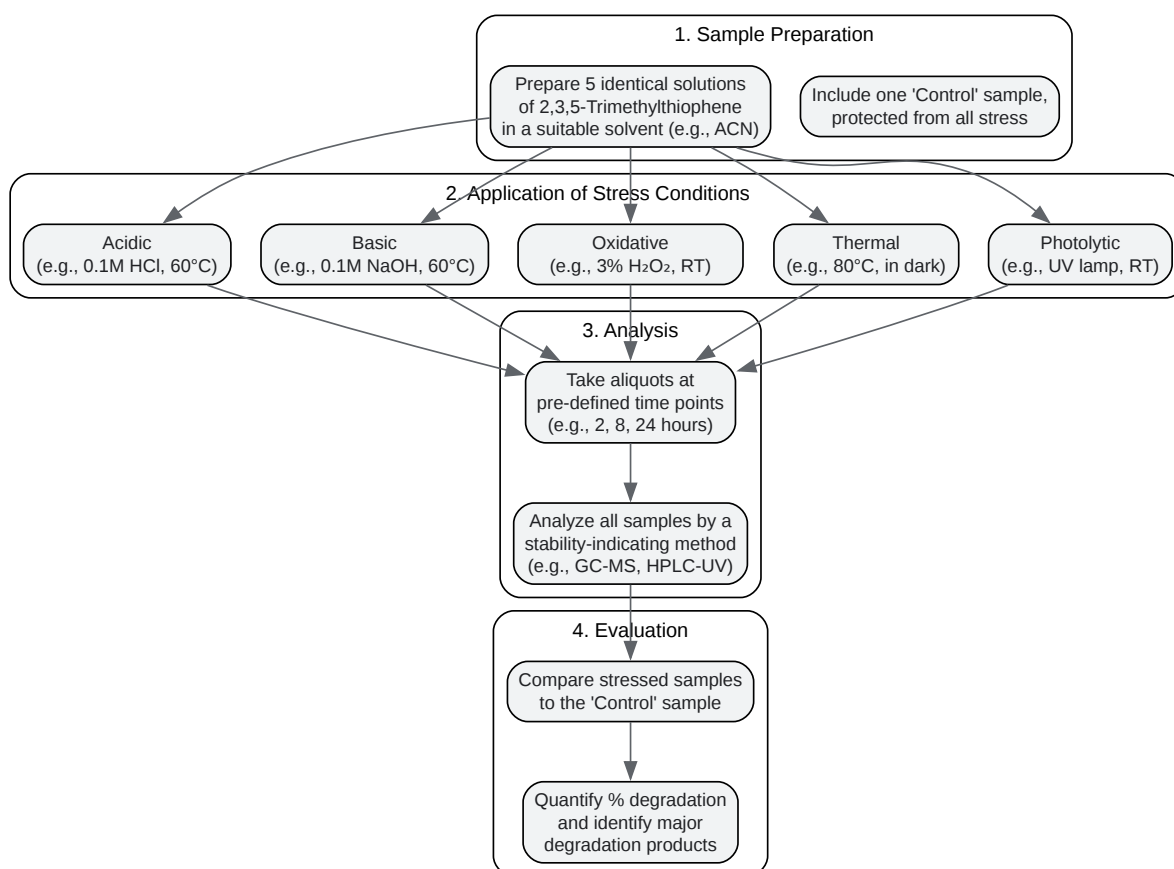 1. Sample Preparation
Prepare 5 identical solutions
of 2,3,5-Trimethylthiophene
in a suitable solvent (e.g., ACN)
Include one 'Control' sample,
protected from all stress
2. Application of Stress Conditions
Acidic
(e.g., 0.1M HCl, 60°C)
Basic
(e.g., 0.1M NaOH, 60°C)
Oxidative
(e.g., 3% H₂O₂, RT)
Thermal
(e.g., 80°C, in dark)
Photolytic
(e.g., UV lamp, RT)
3. Analysis
Take aliquots at
pre-defined time points
(e.g., 2, 8, 24 hours)
Analyze all samples by a
stability-indicating method
(e.g., GC-MS, HPLC-UV)
4. Evaluation
Compare stressed samples
to the 'Control' sample
Quantify % degradation
and identify major
degradation products